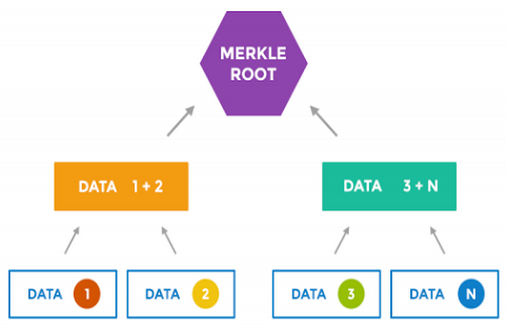 MERKLE
ROOT
DATA 1 + 2
DATA 3 + N
DATA 1
DATA 2
DATA 3
DATA N